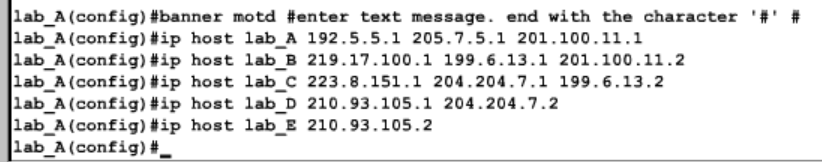 lab_A(config)#banner motd #enter text message. end with the character '#' #
lab_A(config)#ip host lab_A 192.5.5.1 205.7.5.1 201.100.11.1
lab_A(config)#ip host lab_B 219.17.100.1 199.6.13.1 201.100.11.2
lab_A(config)#ip host lab_C 223.8.151.1 204.204.7.1 199.6.13.2
lab_A(config)#ip host lab_D 210.93.105.1 204.204.7.2
lab_A(config)#ip host lab_E 210.93.105.2
lab_A(config)#_